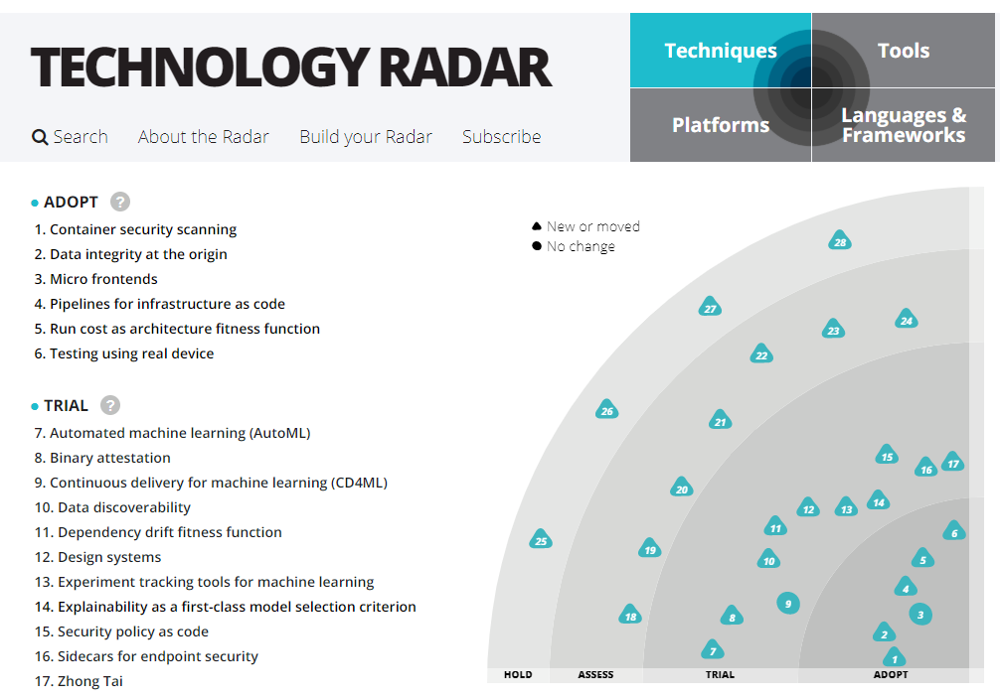 TECHNOLOGY RADAR
Search About the Radar Build your Radar Subscribe
Techniques
Tools
Platforms
Languages &
Frameworks
ADOPT ?
1. Container security scanning
2. Data integrity at the origin
3. Micro frontends
4. Pipelines for infrastructure as code
5. Run cost as architecture fitness function
6. Testing using real device
TRIAL ?
7. Automated machine learning (AutoML)
8. Binary attestation
9. Continuous delivery for machine learning (CD4ML)
10. Data discoverability
11. Dependency drift fitness function
12. Design systems
13. Experiment tracking tools for machine learning
14. Explainability as a first-class model selection criterion
15. Security policy as code
16. Sidecars for endpoint security
17. Zhong Tai
New or moved
No change
28
27
24
23
22
26
21
15
17
16
20
14
12
13
11
6
25
19
10
5
4
9
18
8
3
2
7
1
HOLD ASSESS TRIAL ADOPT